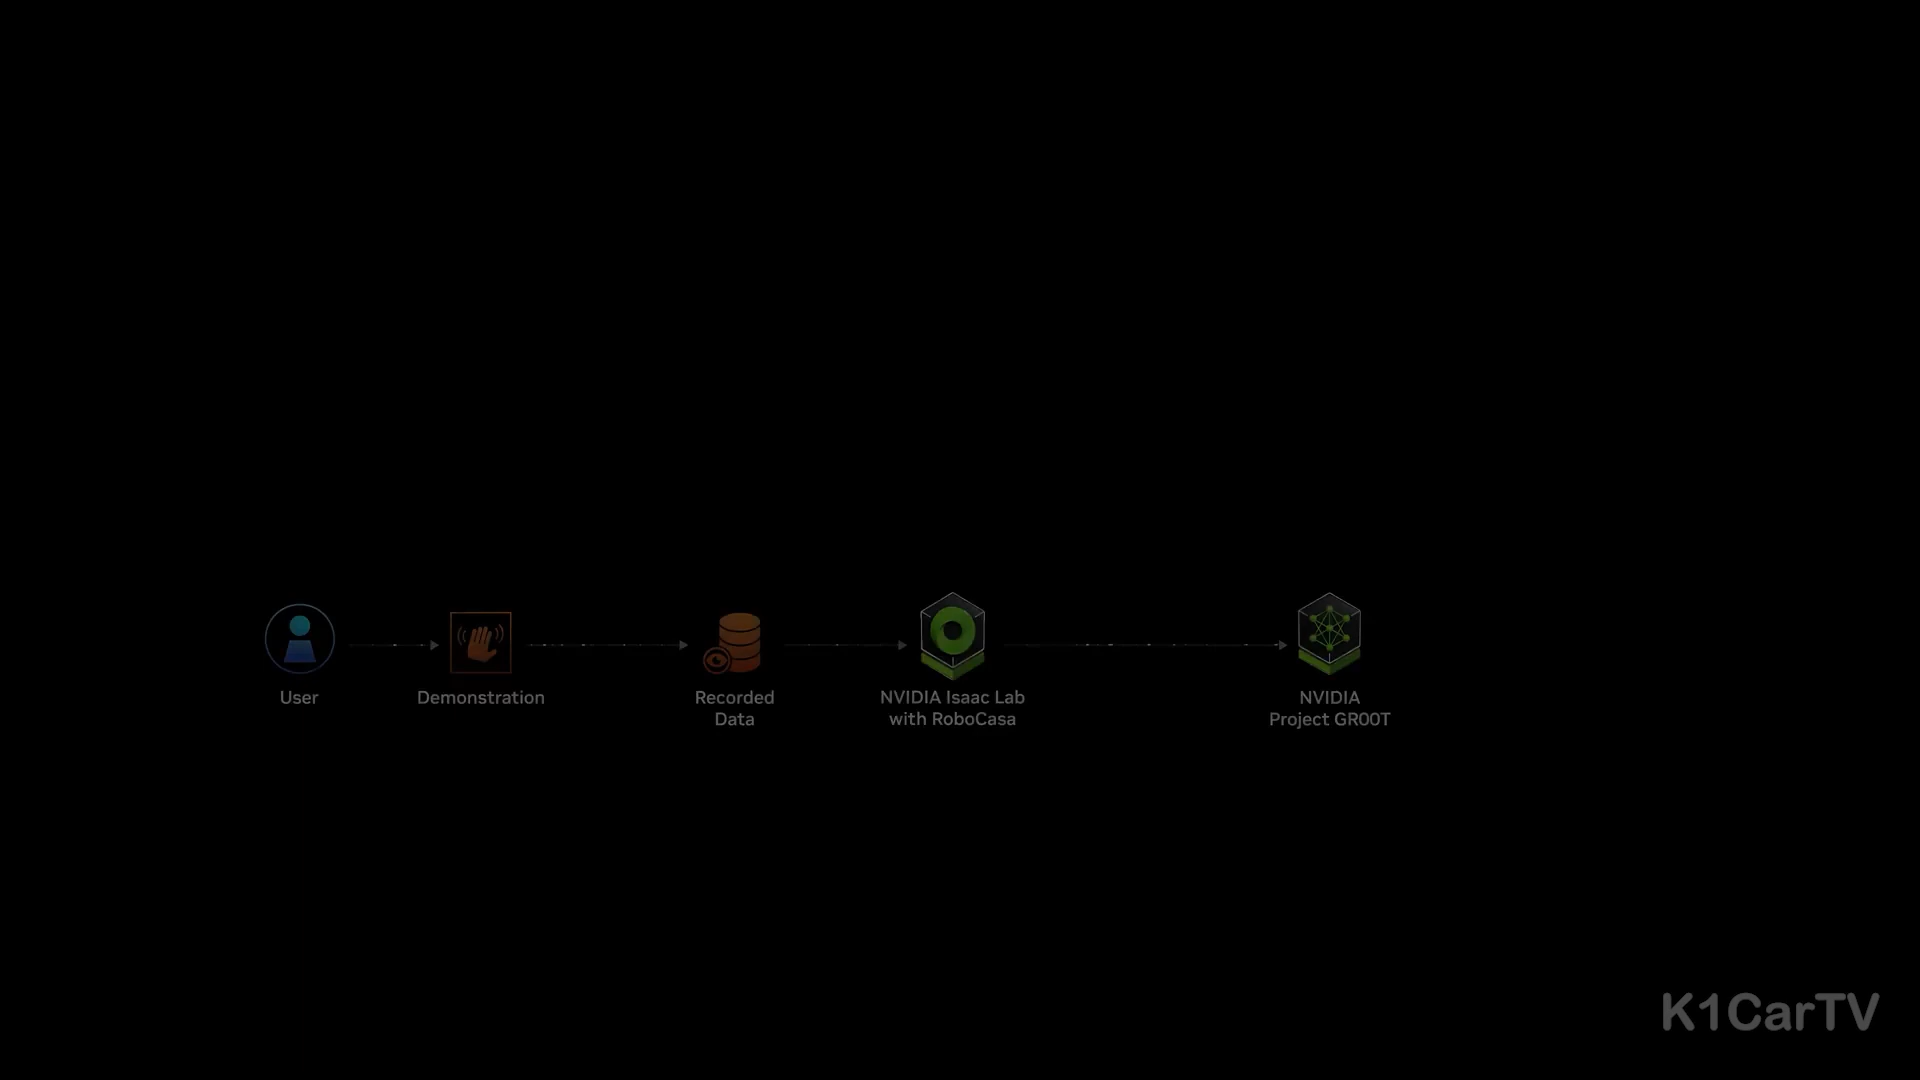 User
Demonstration
Recorded
Data
NVIDIA Isaac Lab
with RoboCasa
NVIDIA
Project GR00T
K1CarTV